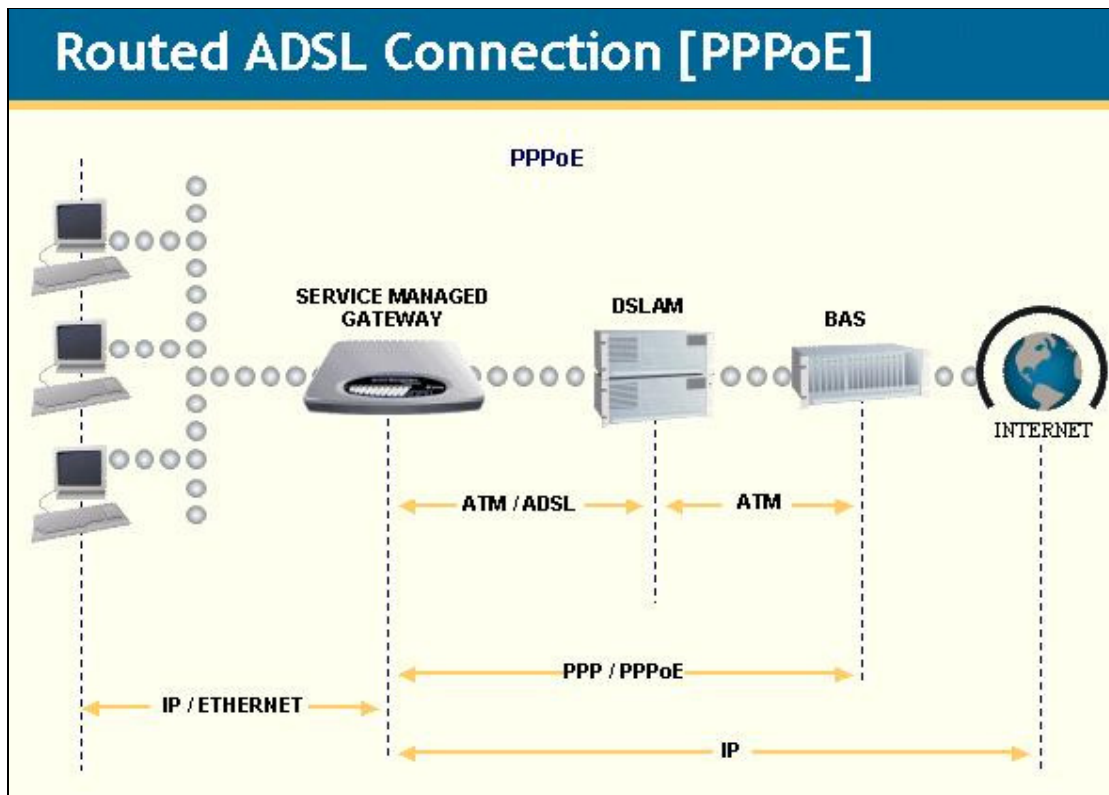 Routed ADSL Connection [PPPoE]
PPPoE
SERVICE MANAGED
GATEWAY
DSLAM
BAS
INTERNET
ATM / ADSL
ATM
PPP / PPPoE
IP / ETHERNET
IP